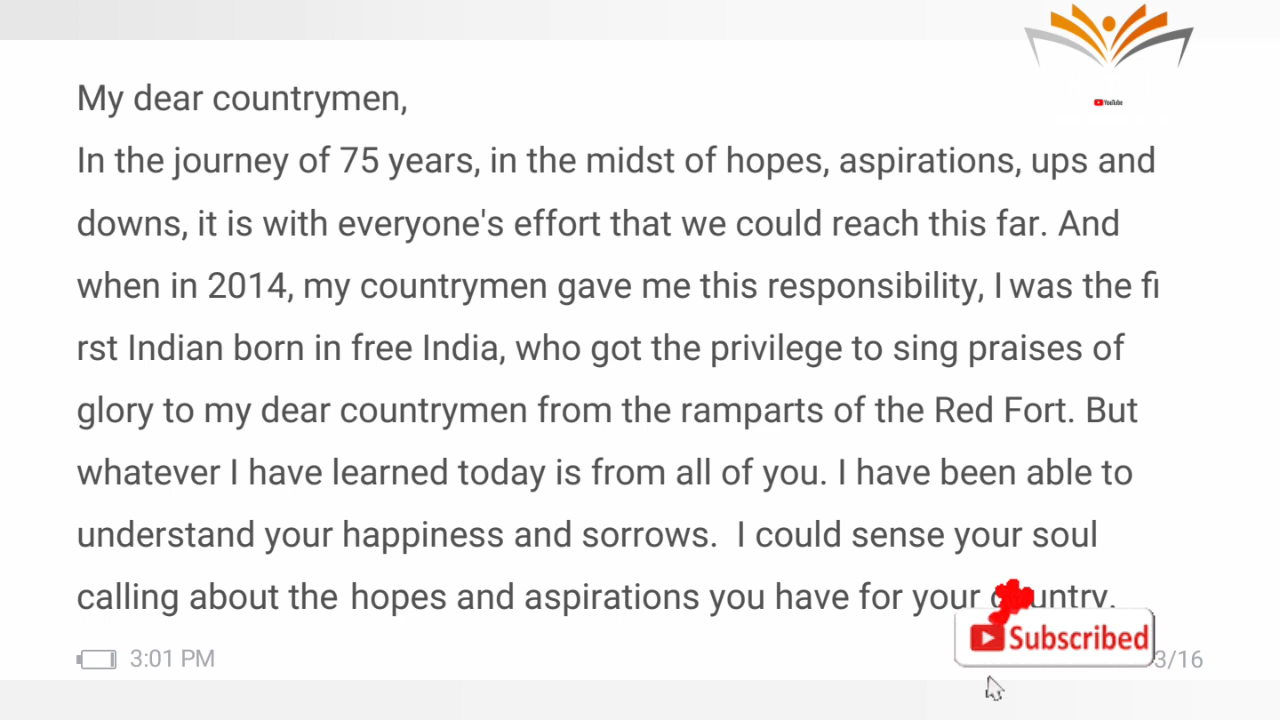 YouTube
My dear countrymen,
In the journey of 75 years, in the midst of hopes, aspirations, ups and
downs, it is with everyone's effort that we could reach this far. And
when in 2014, my countrymen gave me this responsibility, I was the fi
rst Indian born in free India, who got the privilege to sing praises of
glory to my dear countrymen from the ramparts of the Red Fort. But
whatever I have learned today is from all of you. I have been able to
understand your happiness and sorrows. I could sense your soul
calling about the hopes and aspirations you have for your country.
Subscribed
3:01 PM
3/16